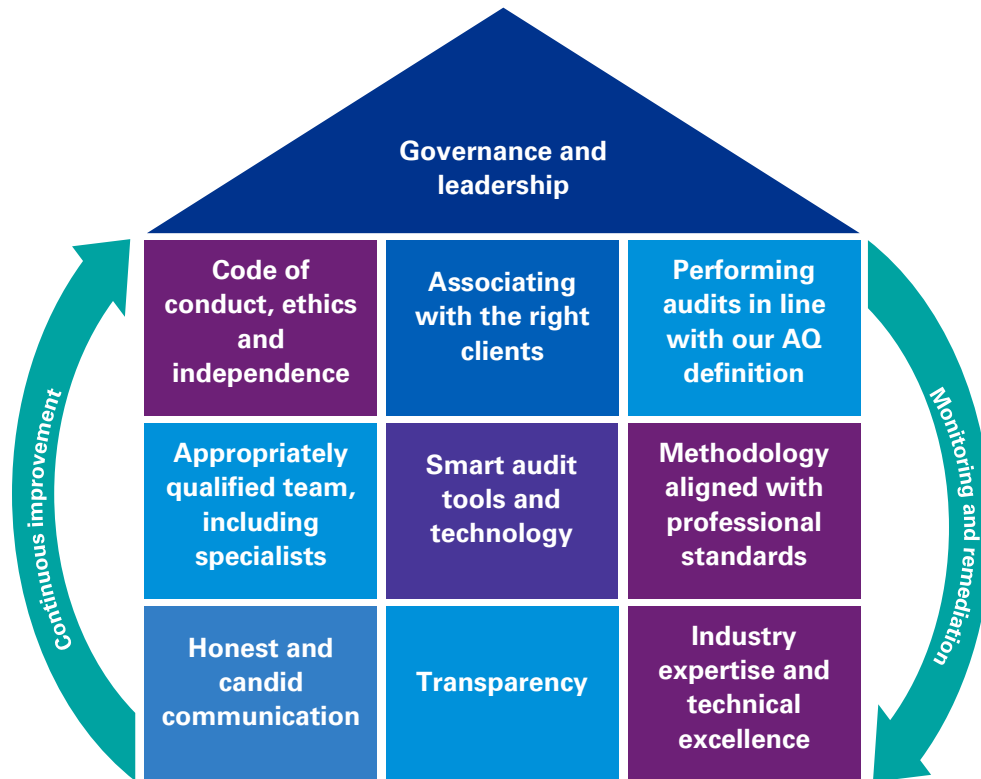 Governance and
leadership
Code of
conduct, ethics
and
independence
Associating
with the right
clients
Performing
audits in line
with our AQ
definition
Appropriately
qualified team,
including
specialists
Smart audit
tools and
technology
Methodology
aligned with
professional
standards
Honest and
candid
communication
Transparency
Industry
expertise and
technical
excellence
Continuous improvement
Monitoring and remediation